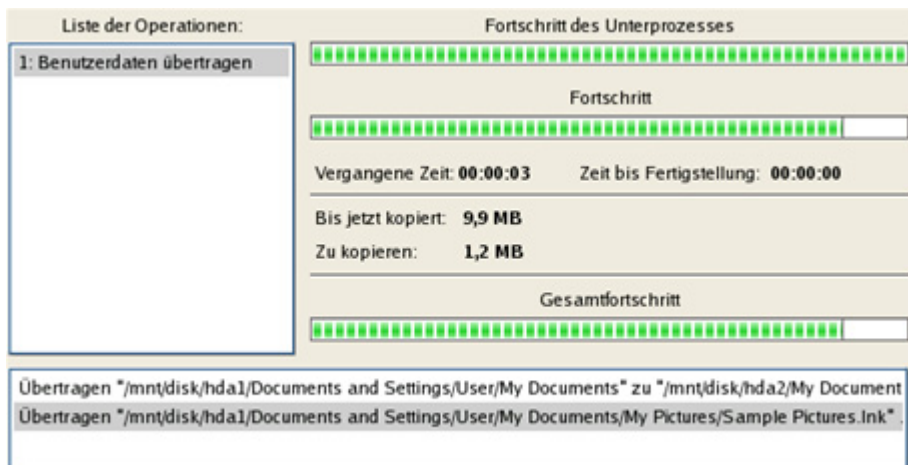 Liste der Operationen:
1: Benutzerdaten übertragen
Fortschritt des Unterprozesses
Fortschritt
Vergangene Zeit: 00:00:03 Zeit bis Fertigstellung: 00:00:00
Bis jetzt kopiert: 9,9 MB
Zu kopieren: 1,2 MB
Gesamtfortschritt
Übertragen "/mnt/disk/hda1/Documents and Settings/User/My Documents" zu "/mnt/disk/hda2/My Document
Übertragen "/mnt/disk/hda1/Documents and Settings/User/My Documents/My Pictures/Sample Pictures.lnk" .